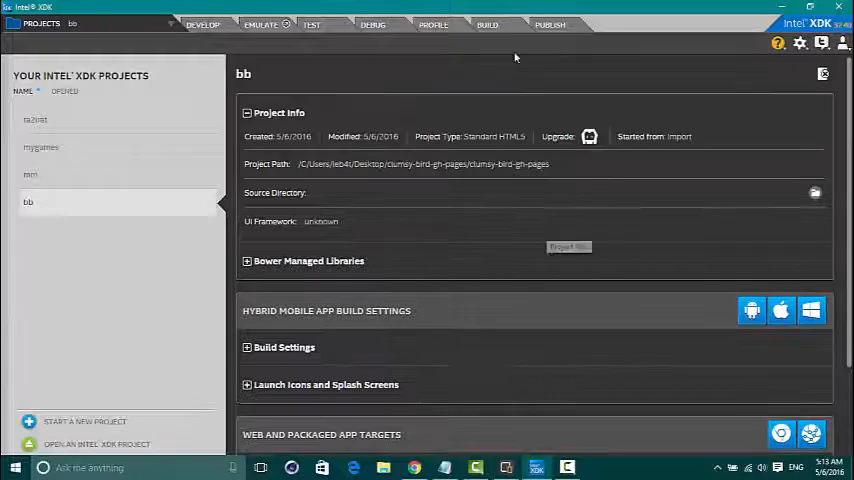 Intel® XDK
PROJECTS bb
DEVELOP EMULATE TEST DEBUG PROFILE BUILD PUBLISH
Intel® XDK
YOUR INTEL® XDK PROJECTS
NAME OPENED
mygames
mm
bb
START A NEW PROJECT
OPEN AN INTEL® XDK PROJECT
bb
Project Info
Created: 5/6/2016 Modified: 5/6/2016 Project Type: Standard HTML5 Upgrade: Started from: Import
Project Path: /C/Users/leb4t/Desktop/clumsy-bird-gh-pages/clumsy-bird-gh-pages
Source Directory:
UI Framework: unknown
Bower Managed Libraries
HYBRID MOBILE APP BUILD SETTINGS
Build Settings
Launch Icons and Splash Screens
WEB AND PACKAGED APP TARGETS
Ask me anything
ENG
5:13 AM
5/6/2016